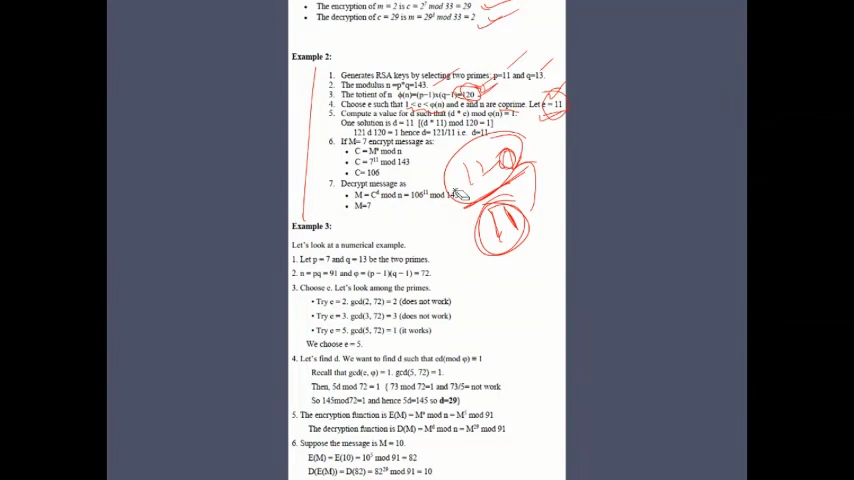 • The encryption of m = 2 is c = 2⁷ mod 33 = 29
• The decryption of c = 29 is m = 29³ mod 33 = 2
Example 2:
1. Generates RSA keys by selecting two primes: p=11 and q=13.
2. The modulus n =p*q=143.
3. The totient of n ϕ(n)=(p−1)x(q−1)=120
4. Choose e such that 1 < e < φ(n) and e and n are coprime. Let e = 11
5. Compute a value for d such that (d * e) mod φ(n) = 1.
One solution is d = 11 [(d * 11) mod 120 = 1]
121 d 120 = 1 hence d= 121/11 i.e. d=11
6. If M= 7 encrypt message as:
• C = Mᵉ mod n
• C = 7¹¹ mod 143
• C= 106
7. Decrypt message as
• M = Cᵈ mod n = 106¹¹ mod
• M=7
120
11
Example 3:
Let's look at a numerical example.
1. Let p = 7 and q = 13 be the two primes.
2. n = pq = 91 and φ = (p − 1)(q − 1) = 72.
3. Choose e. Let's look among the primes.
• Try e = 2. gcd(2, 72) = 2 (does not work)
• Try e = 3. gcd(3, 72) = 3 (does not work)
• Try e = 5. gcd(5, 72) = 1 (it works)
We choose e = 5.
4. Let's find d. We want to find d such that ed(mod φ) ≡ 1
Recall that gcd(e, φ) = 1. gcd(5, 72) = 1.
Then, 5d mod 72 = 1 { 73 mod 72=1 and 73/5= not work
So 145mod72=1 and hence 5d=145 so d=29}
5. The encryption function is E(M) = Mᵉ mod n = M⁵ mod 91
The decryption function is D(M) = Mᵈ mod n = M²⁹ mod 91
6. Suppose the message is M = 10.
E(M) = E(10) = 10⁵ mod 91 = 82
D(E(M)) = D(82) = 82²⁹ mod 91 = 10